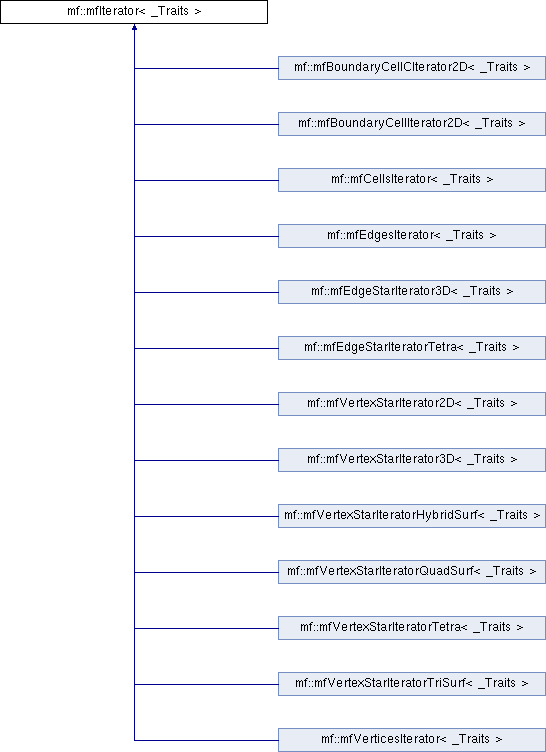 mf::mfIterator< _Traits >
mf::mfBoundaryCellCIterator2D< _Traits >
mf::mfBoundaryCellIterator2D< _Traits >
mf::mfCellsIterator< _Traits >
mf::mfEdgesIterator< _Traits >
mf::mfEdgeStarIterator3D< _Traits >
mf::mfEdgeStarIteratorTetra< _Traits >
mf::mfVertexStarIterator2D< _Traits >
mf::mfVertexStarIterator3D< _Traits >
mf::mfVertexStarIteratorHybridSurf< _Traits >
mf::mfVertexStarIteratorQuadSurf< _Traits >
mf::mfVertexStarIteratorTetra< _Traits >
mf::mfVertexStarIteratorTriSurf< _Traits >
mf::mfVerticesIterator< _Traits >